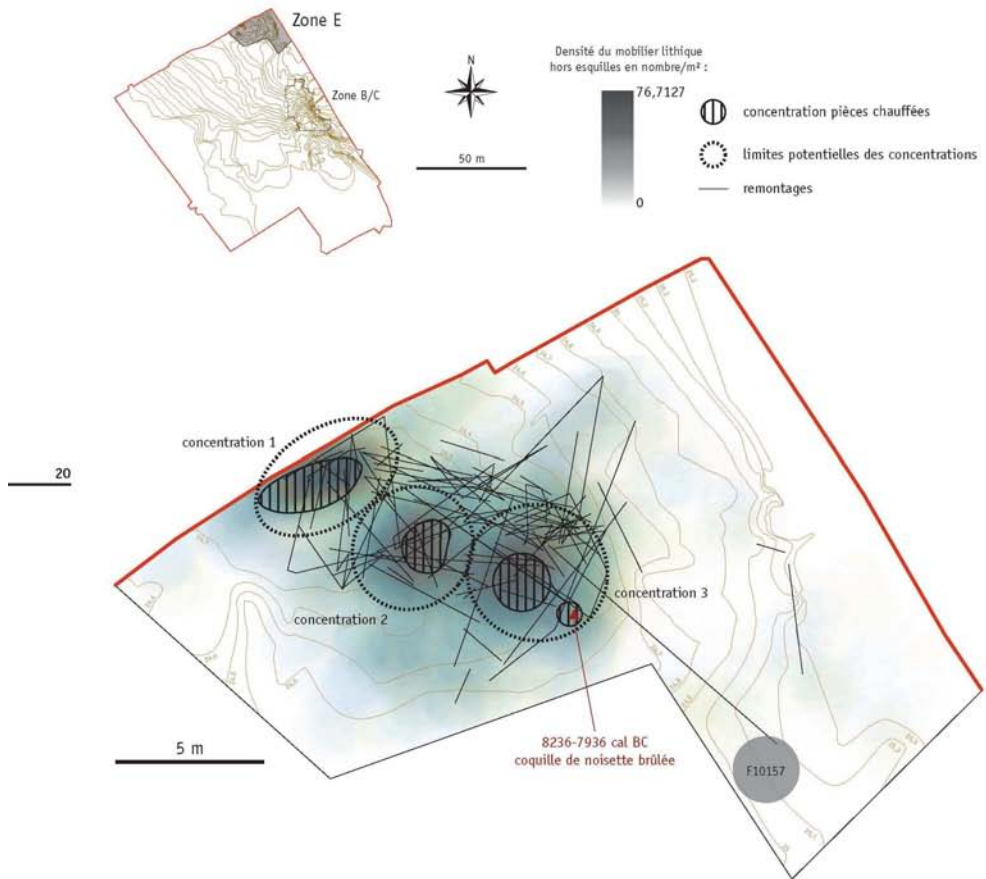 Zone E
Zone B/C
N
50 m
Densité du mobilier lithique
hors esquilles en nombre/m² :
76,7127
0
concentration pièces chauffées
limites potentielles des concentrations
remontages
concentration 1
20
concentration 2
concentration 3
5 m
8236-7936 cal BC
coquille de noisette brûlée
F10157